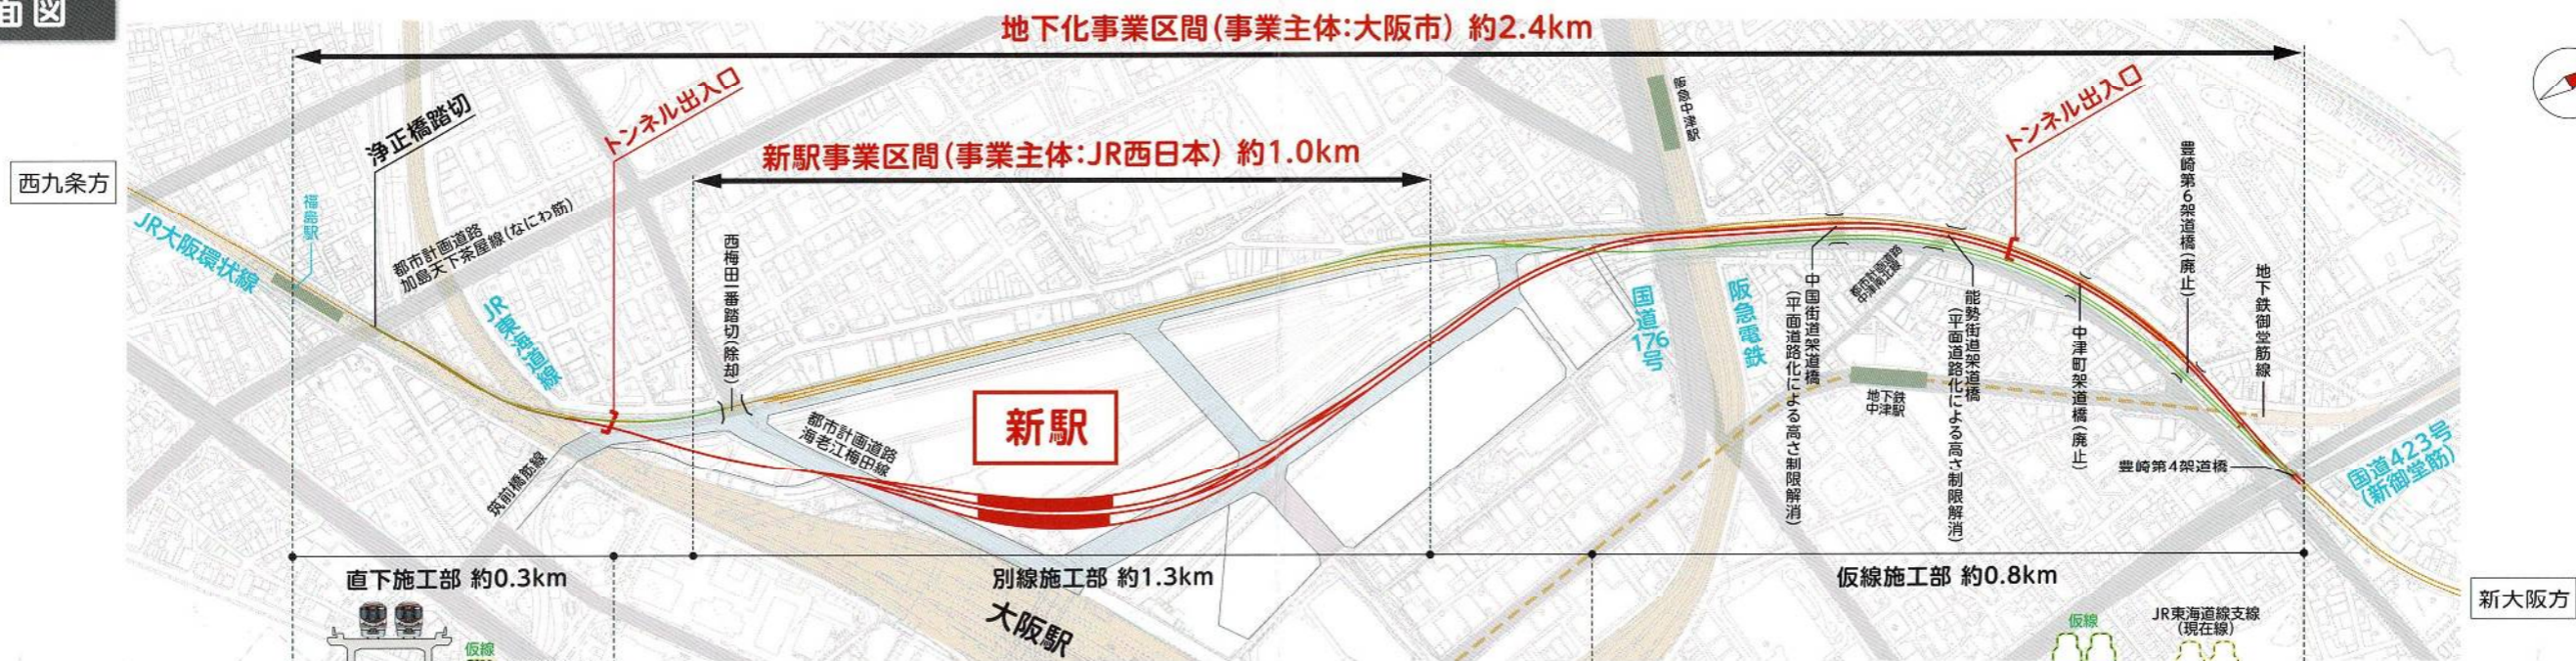 面図
地下化事業区間(事業主体:大阪市) 約2.4km
トンネル出入口
浄正橋踏切
新駅事業区間(事業主体:JR西日本) 約1.0km
阪急中津駅
トンネル出入口
西九条方
JR大阪環状線
福島駅
都市計画道路
加島天下茶屋線(なにわ筋)
JR東海道線
西梅田一番踏切(除却)
豊崎第6架道橋(廃止)
地下鉄御堂筋線
国道176号
阪急電鉄
都市計画道路
中津南北線
中国街道架道橋
(平面道路化による高さ制限解消)
能勢街道架道橋
(平面道路化による高さ制限解消)
中津町架道橋(廃止)
地下鉄
中津駅
新駅
都市計画道路
海老江梅田線
筑前橋筋線
豊崎第4架道橋
国道423号
(新御堂筋)
直下施工部 約0.3km
別線施工部 約1.3km
仮線施工部 約0.8km
大阪駅
新大阪方
仮線
仮線
JR東海道線支線
(現在線)